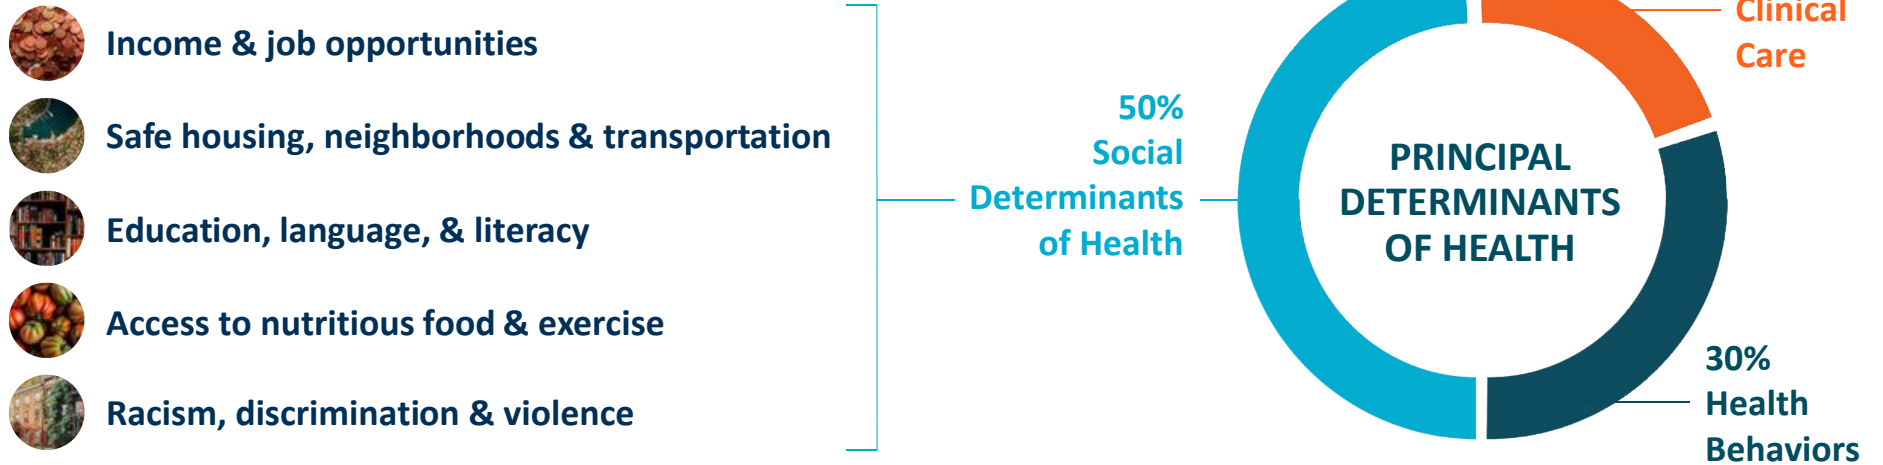 Income & job opportunities
Safe housing, neighborhoods & transportation
Education, language, & literacy
Access to nutritious food & exercise
Racism, discrimination & violence
50%
Social
Determinants
of Health
PRINCIPAL
DETERMINANTS
OF HEALTH
Clinical
Care
30%
Health
Behaviors